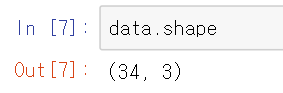 In [7]: data.shape
Out[7]: (34, 3)